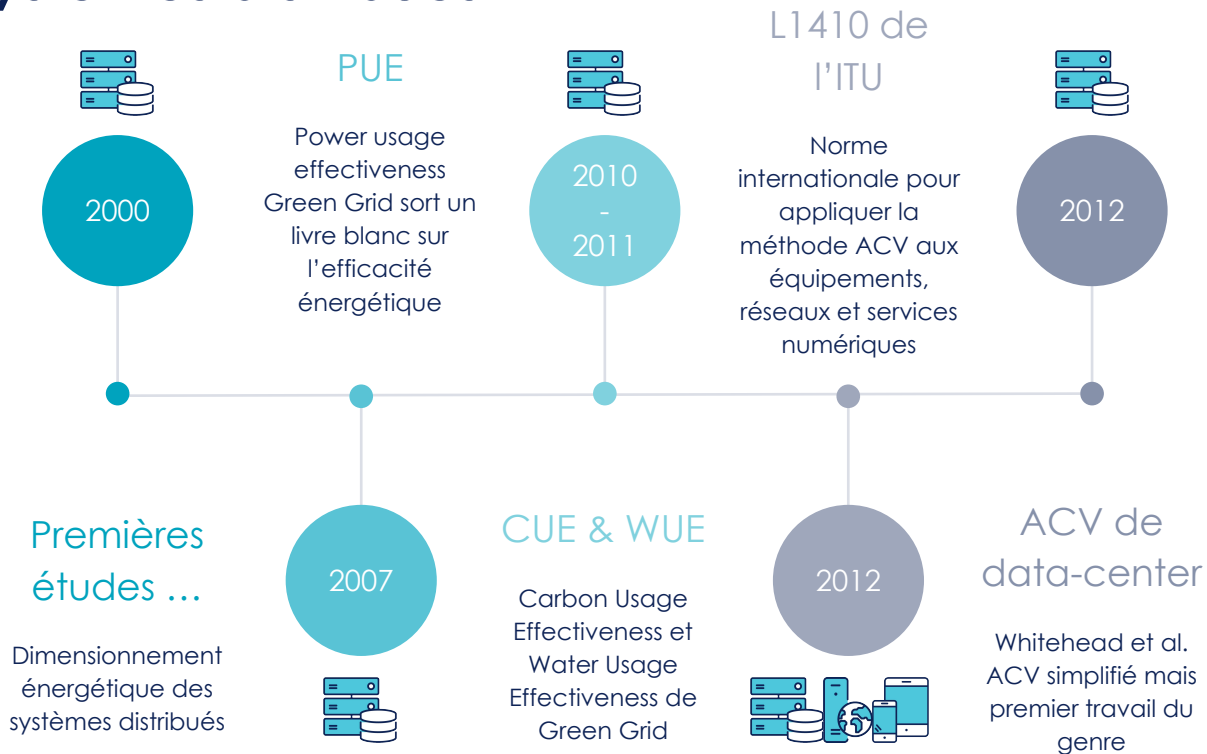 2000
Premières
études ...
Dimensionnement
énergétique des
systèmes distribués
PUE
Power usage
effectiveness
Green Grid sort un
livre blanc sur
l'efficacité
énergétique
2007
2010
-
2011
CUE & WUE
Carbon Usage
Effectiveness et
Water Usage
Effectiveness de
Green Grid
L1410 de
l'ITU
Norme
internationale pour
appliquer la
méthode ACV aux
équipements,
réseaux et services
numériques
2012
2012
ACV de
data-center
Whitehead et al.
ACV simplifié mais
premier travail du
genre